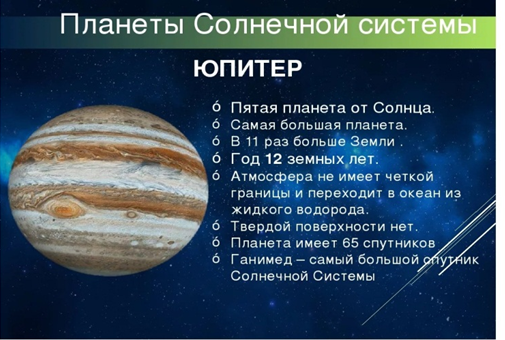 Планеты Солнечной системы
ЮПИТЕР
ó Пятая планета от Солнца.
ó Самая большая планета.
ó В 11 раз больше Земли .
ó Год 12 земных лет.
ó Атмосфера не имеет четкой
границы и переходит в океан из
жидкого водорода.
ó Твердой поверхности нет.
ó Планета имеет 65 спутников
ó Ганимед – самый большой спутник
Солнечной Системы